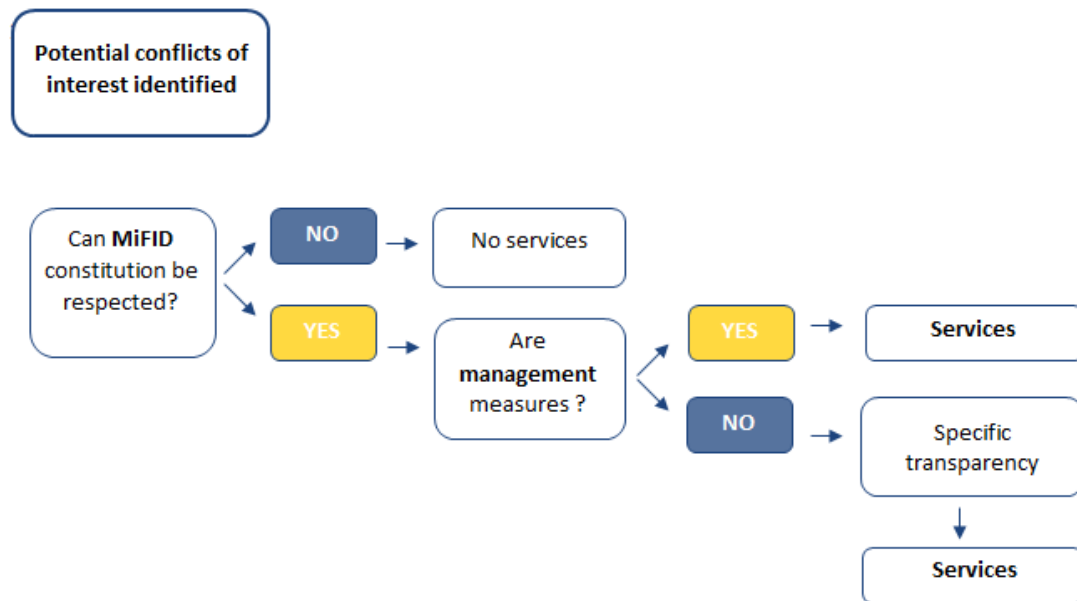 Potential conflicts of
interest identified
Can MiFID
constitution be
respected?
NO
No services
YES
Are
management
measures ?
YES
Services
NO
Specific
transparency
Services